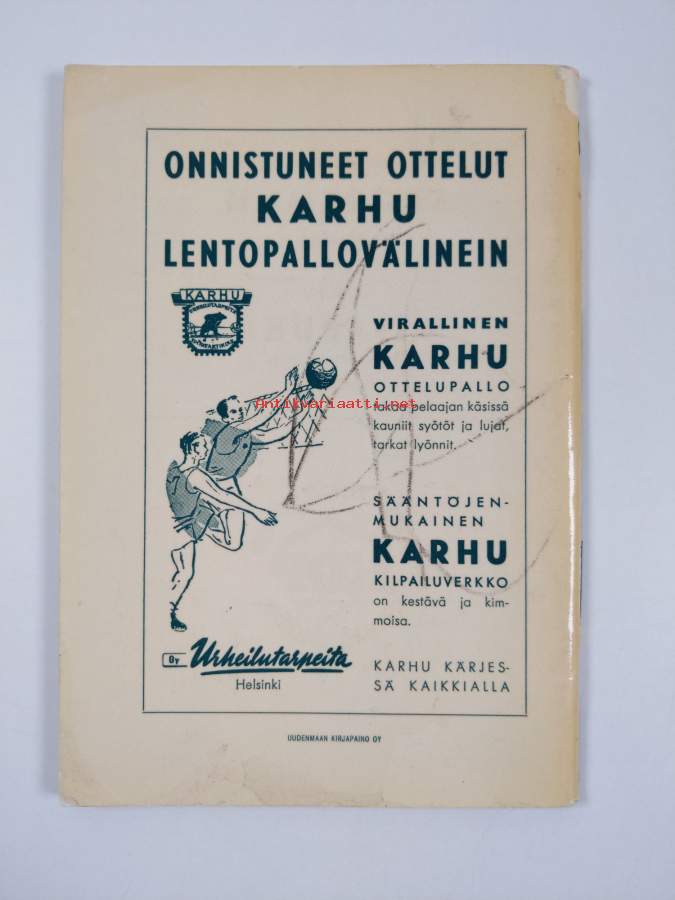 ONNISTUNEET OTTELUT
KARHU
LENTOPALLOVÄLINEIN
KARHU
VIRALLINEN
KARHU
OTTELUPALLO
Antikvariaatti.net
takaa pelaajan käsissä
kauniit syötöt ja lujat,
tarkat lyönnit.
SÄÄNTÖJEN-
MUKAINEN
KARHU
KILPAILUVERKKO
on kestävä ja kim-
moisa.
Oy Urheilutarpeita
Helsinki
KARHU KÄRJES-
SÄ KAIKKIALLA
UUDENMAAN KIRJAPAINO OY